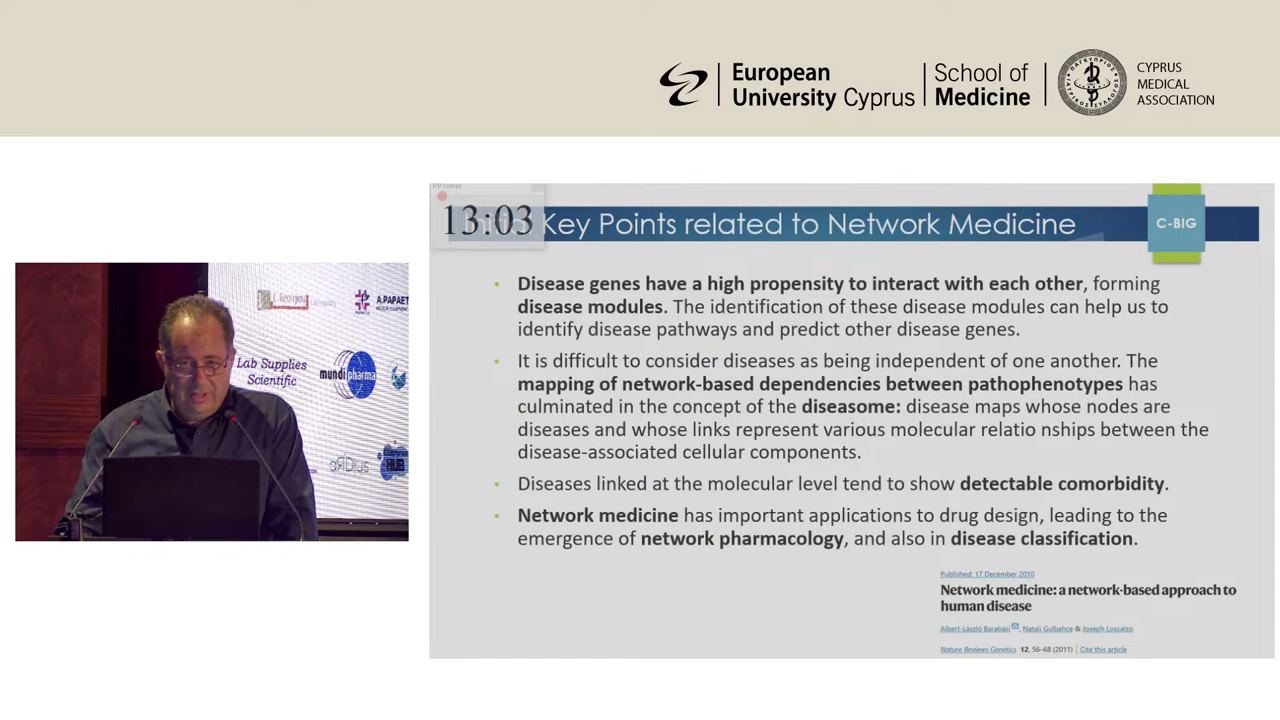 European
University Cyprus
School of
Medicine
CYPRUS
MEDICAL
ASSOCIATION
PPTimer
13:03
Key Points related to Network Medicine
C-BIG
• Disease genes have a high propensity to interact with each other, forming
disease modules. The identification of these disease modules can help us to
identify disease pathways and predict other disease genes.
• It is difficult to consider diseases as being independent of one another. The
mapping of network-based dependencies between pathophenotypes has
culminated in the concept of the diseasome: disease maps whose nodes are
diseases and whose links represent various molecular relatio nships between the
disease-associated cellular components.
• Diseases linked at the molecular level tend to show detectable comorbidity.
• Network medicine has important applications to drug design, leading to the
emergence of network pharmacology, and also in disease classification.
Published: 17 December 2010
Network medicine: a network-based approach to
human disease
Albert-László Barabási, Natali Gulbahce & Joseph Loscalzo
Nature Reviews Genetics 12, 56–68 (2011) | Cite this article
A.PAPAET
Lab Supplies
Scientific
mundipharma